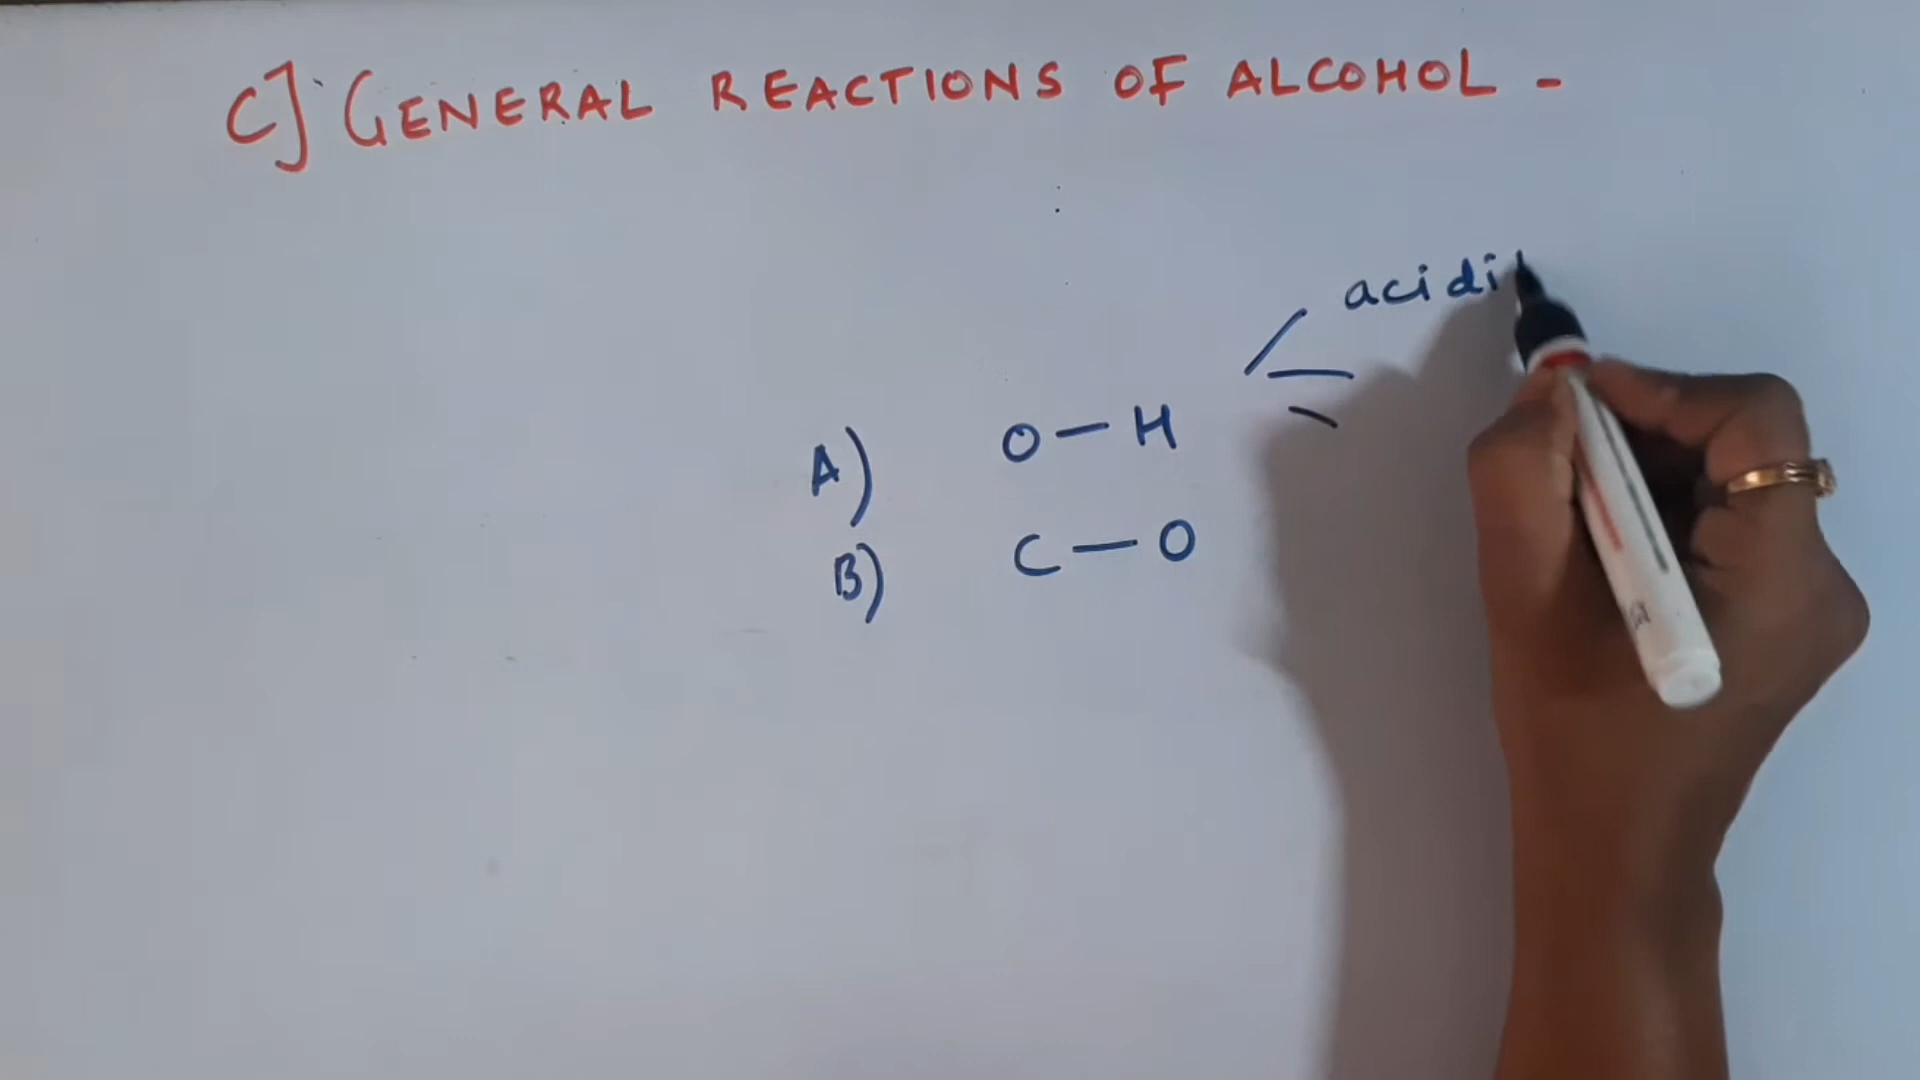 C] GENERAL REACTIONS OF ALCOHOL -
acidi
A) O — H
B) C — O